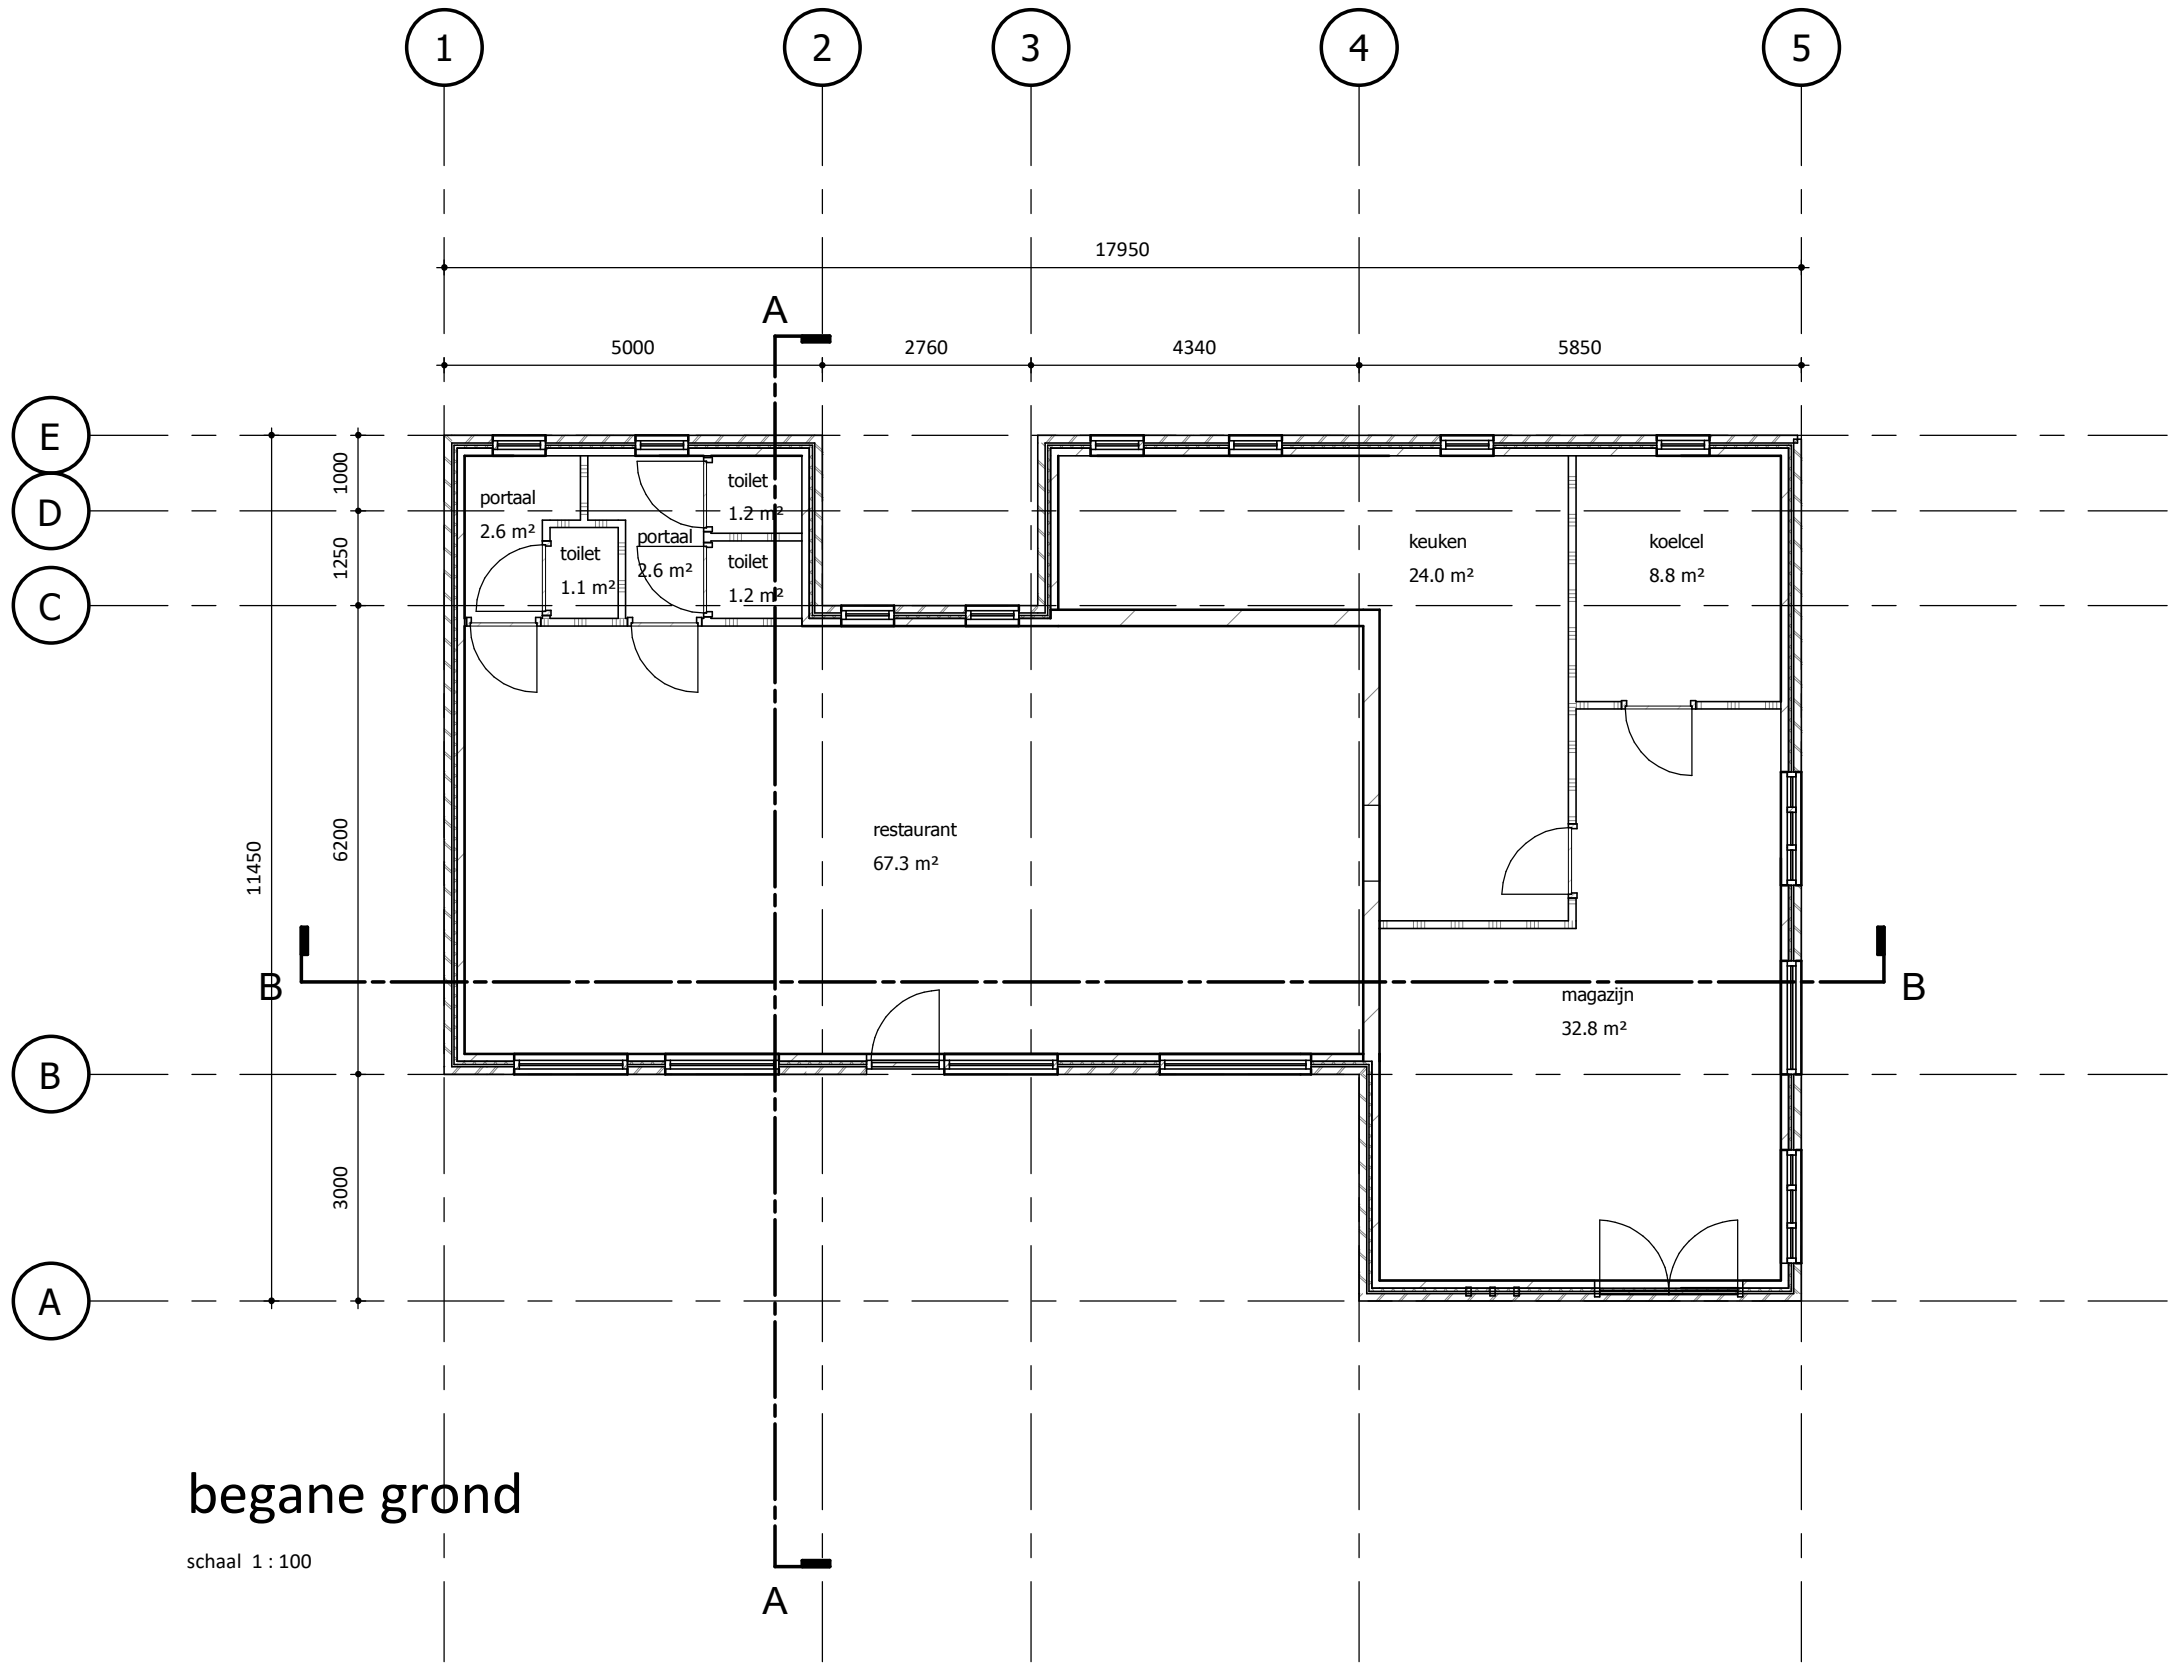 1 2 3 4 5
17950
A
5000 2760 4340 5850
E
1000
D
1250
C
portaal
2.6 m²
toilet
1.1 m²
portaal
2.6 m²
toilet
1.2 m²
toilet
1.2 m²
keuken
24.0 m²
koelcel
8.8 m²
11450
6200
restaurant
67.3 m²
B B
magazijn
32.8 m²
B
3000
A
begane grond
schaal 1 : 100
A